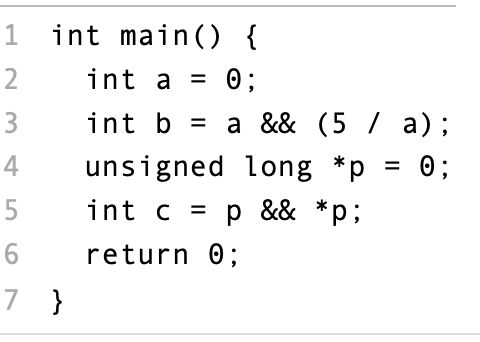 1 int main() {
2   int a = 0;
3   int b = a && (5 / a);
4   unsigned long *p = 0;
5   int c = p && *p;
6   return 0;
7 }